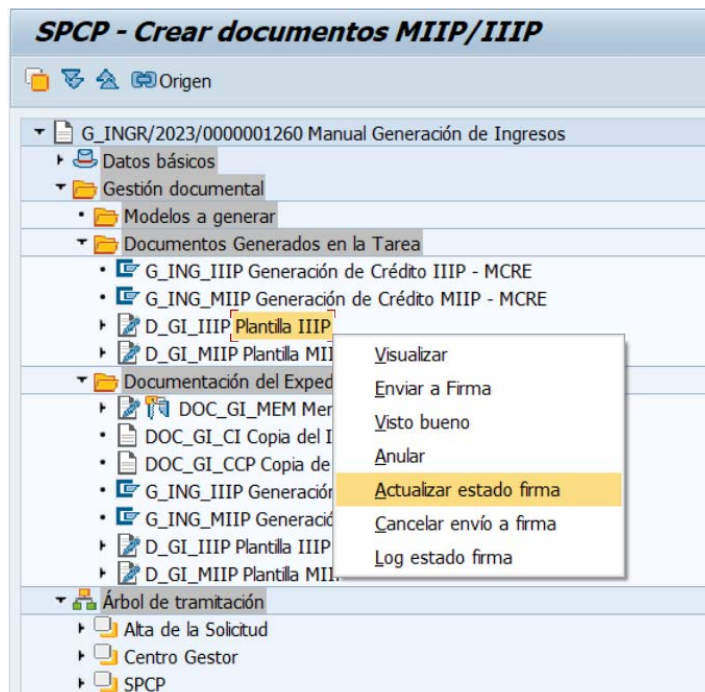 SPCP - Crear documentos MIIP/IIIP
Origen
G_INGR/2023/0000001260 Manual Generación de Ingresos
Datos básicos
Gestión documental
Modelos a generar
Documentos Generados en la Tarea
G_ING_IIIP Generación de Crédito IIIP - MCRE
G_ING_MIIP Generación de Crédito MIIP - MCRE
D_GI_IIIP Plantilla IIIP
D_GI_MIIP Plantilla MII
Documentación del Exped
DOC_GI_MEM Mer
DOC_GI_CI Copia del I
DOC_GI_CCP Copia de
G_ING_IIIP Generación
G_ING_MIIP Generació
D_GI_IIIP Plantilla IIIP
D_GI_MIIP Plantilla MII
Visualizar
Enviar a Firma
Visto bueno
Anular
Actualizar estado firma
Cancelar envío a firma
Log estado firma
Árbol de tramitación
Alta de la Solicitud
Centro Gestor
SPCP